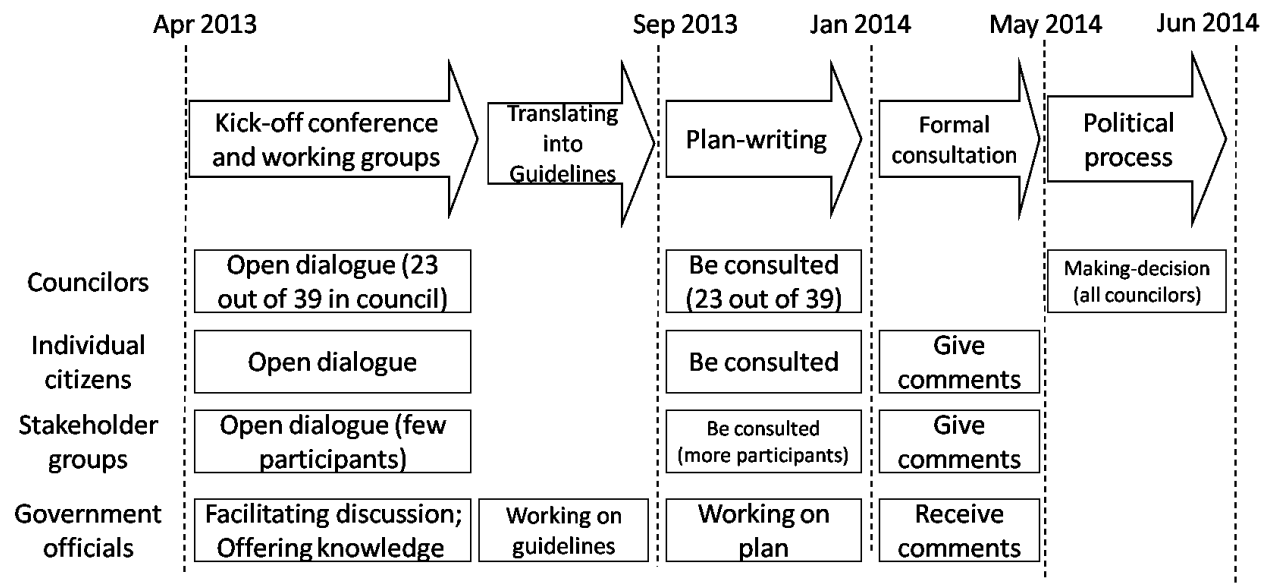 Apr 2013
Sep 2013
Jan 2014
May 2014
Jun 2014
Kick-off conference
and working groups
Translating
into
Guidelines
Plan-writing
Formal
consultation
Political
process
Councilors
Open dialogue (23
out of 39 in council)
Be consulted
(23 out of 39)
Making-decision
(all councilors)
Individual
citizens
Open dialogue
Be consulted
Give
comments
Stakeholder
groups
Open dialogue (few
participants)
Be consulted
(more participants)
Give
comments
Government
officials
Facilitating discussion;
Offering knowledge
Working on
guidelines
Working on
plan
Receive
comments